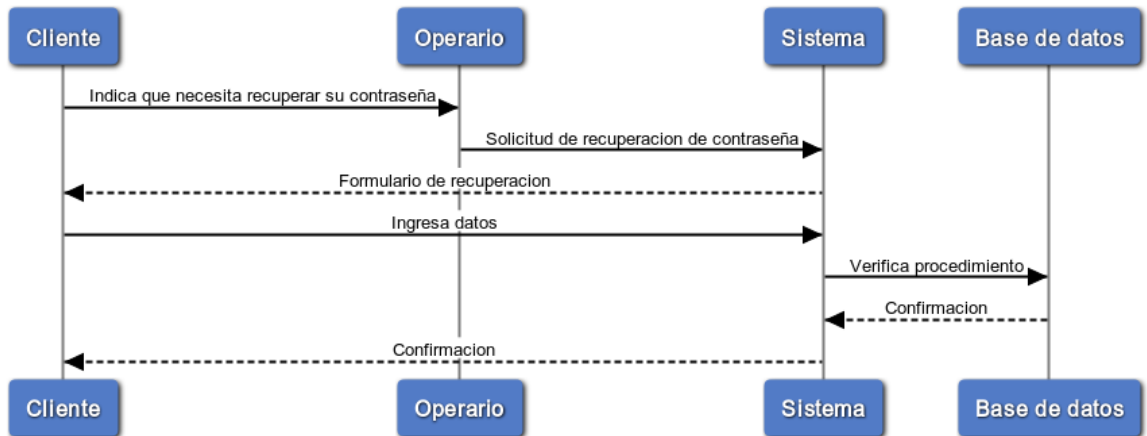 Cliente
Operario
Sistema
Base de datos
Indica que necesita recuperar su contraseña
Solicitud de recuperacion de contraseña
Formulario de recuperacion
Ingresa datos
Verifica procedimiento
Confirmacion
Confirmacion
Cliente
Operario
Sistema
Base de datos